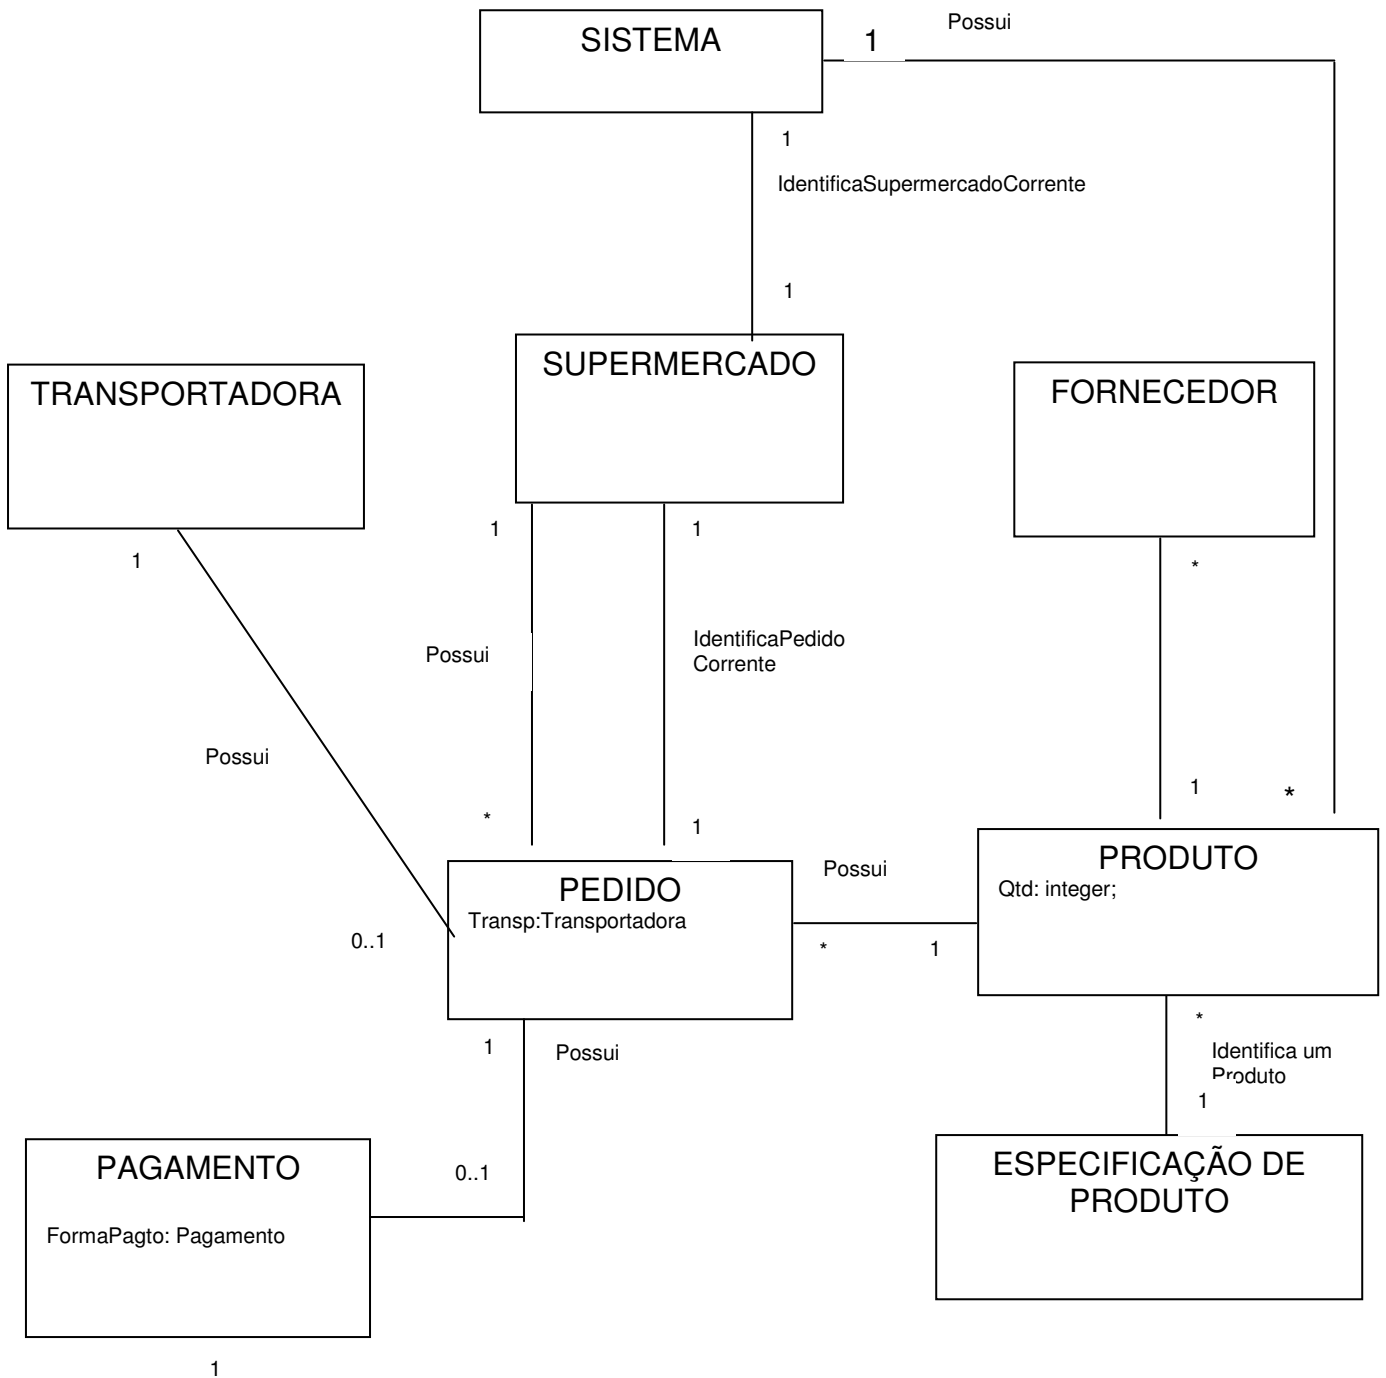 Possui
SISTEMA
1
1
IdentificaSupermercadoCorrente
1
SUPERMERCADO
TRANSPORTADORA
FORNECEDOR
1
1
1
*
IdentificaPedido
Corrente
Possui
Possui
1
*
*
1
PRODUTO
Qtd: integer;
Possui
PEDIDO
Transp:Transportadora
0..1
*
1
*
1
Possui
Identifica um
Produto
1
PAGAMENTO
0..1
ESPECIFICAÇÃO DE
PRODUTO
FormaPagto: Pagamento
1